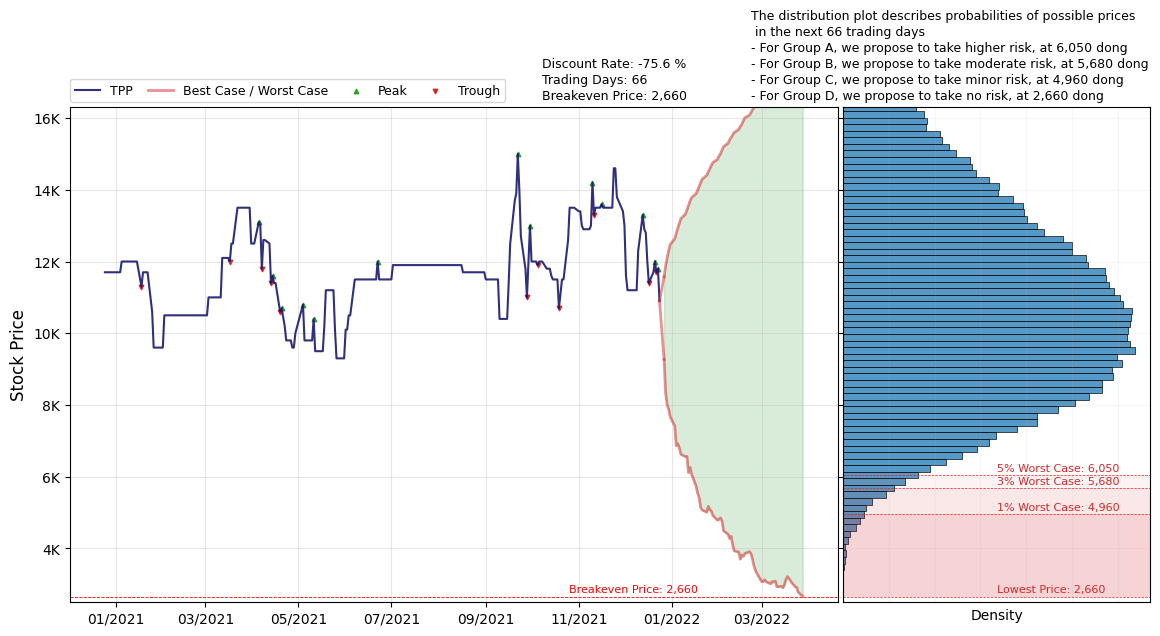 The distribution plot describes probabilities of possible prices
in the next 66 trading days
- For Group A, we propose to take higher risk, at 6,050 dong
- For Group B, we propose to take moderate risk, at 5,680 dong
- For Group C, we propose to take minor risk, at 4,960 dong
- For Group D, we propose to take no risk, at 2,660 dong
Discount Rate: -75.6 %
Trading Days: 66
Breakeven Price: 2,660
TPP
Best Case / Worst Case
Peak
Trough
Stock Price
16K
14K
12K
10K
8K
6K
4K
Breakeven Price: 2,660
01/2021
03/2021
05/2021
07/2021
09/2021
11/2021
01/2022
03/2022
5% Worst Case: 6,050
3% Worst Case: 5,680
1% Worst Case: 4,960
Lowest Price: 2,660
Density